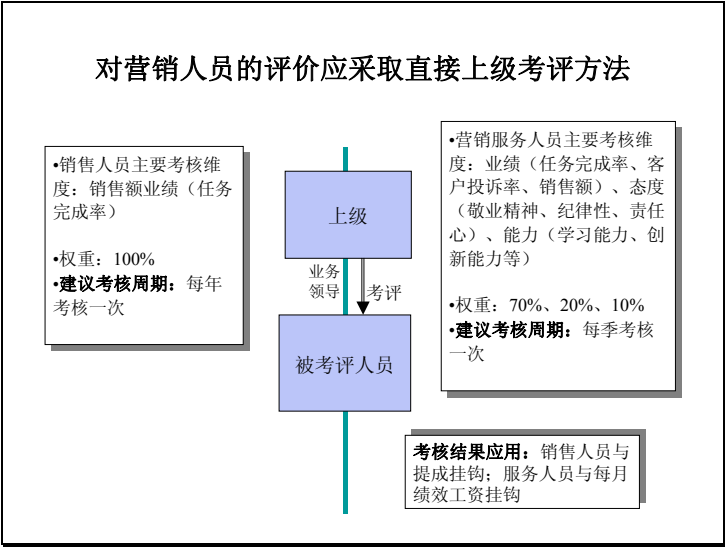 对营销人员的评价应采取直接上级考评方法
•销售人员主要考核维
度：销售额业绩（任务
完成率）
•权重：100%
•建议考核周期：每年
考核一次
上级
业务
领导
考评
被考评人员
•营销服务人员主要考核维
度：业绩（任务完成率、客
户投诉率、销售额）、态度
（敬业精神、纪律性、责任
心）、能力（学习能力、创
新能力等）
•权重：70%、20%、10%
•建议考核周期：每季考核
一次
考核结果应用：销售人员与
提成挂钩；服务人员与每月
绩效工资挂钩